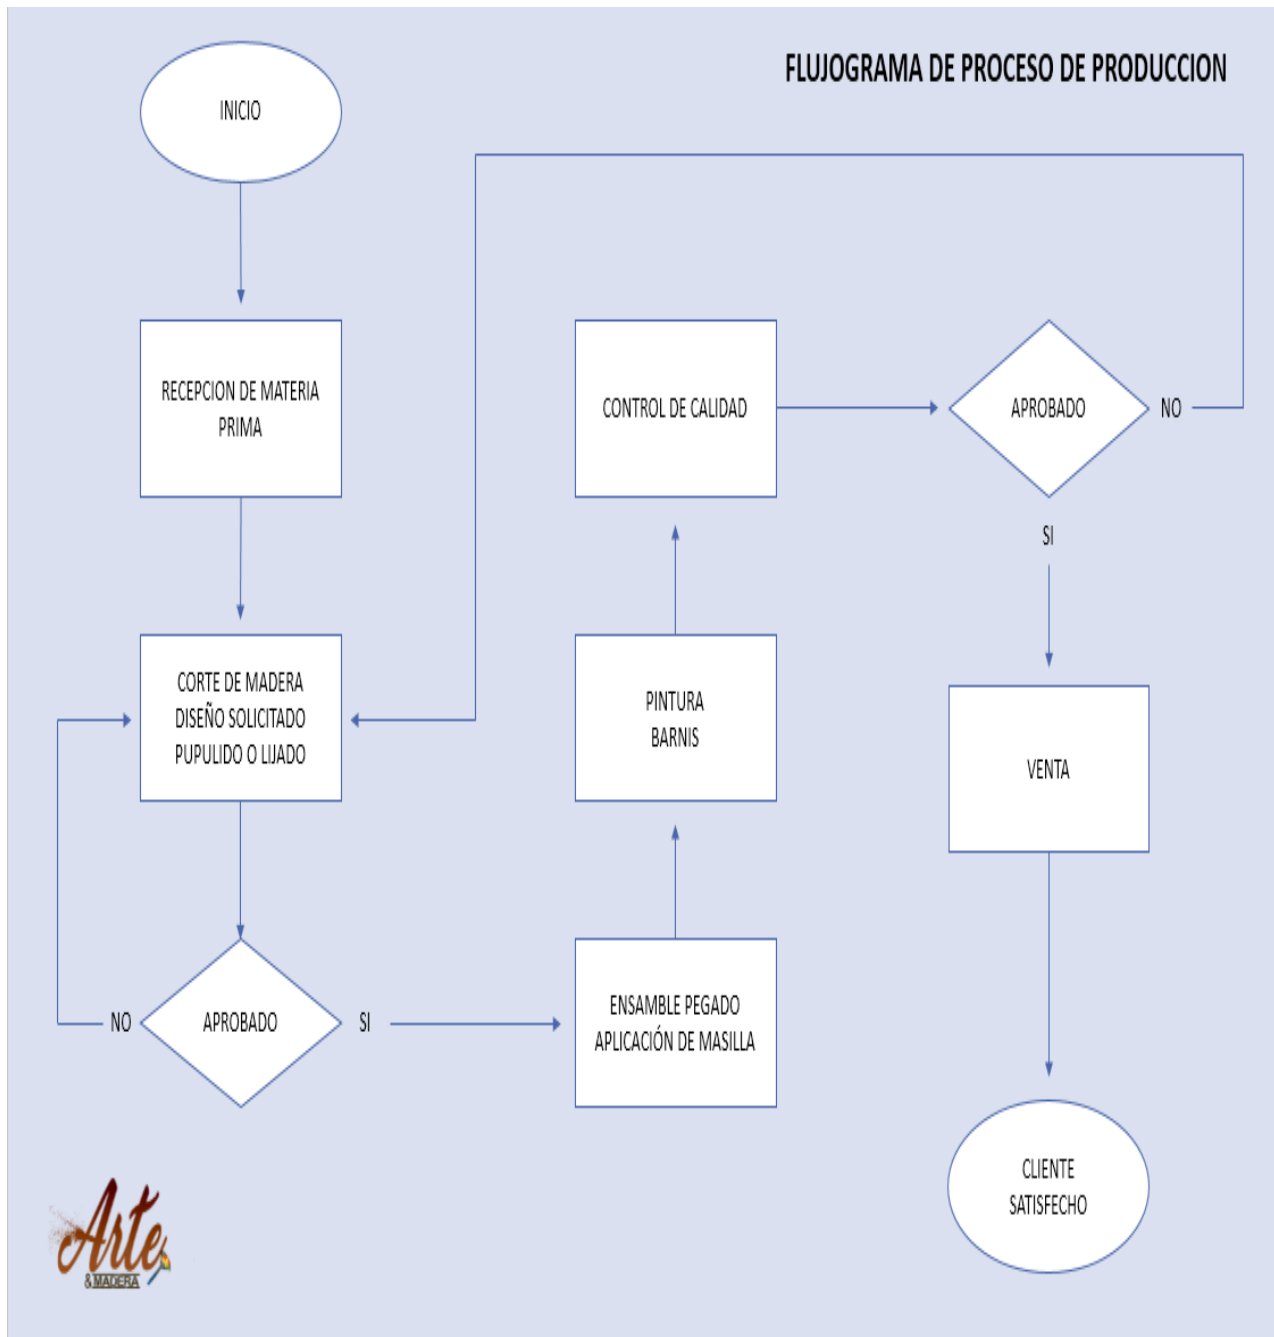 FLUJOGRAMA DE PROCESO DE PRODUCCION
INICIO
RECEPCION DE MATERIA
PRIMA
CORTE DE MADERA
DISEÑO SOLICITADO
PUPULIDO O LIJADO
APROBADO
NO
SI
ENSAMBLE PEGADO
APLICACIÓN DE MASILLA
PINTURA
BARNIS
CONTROL DE CALIDAD
APROBADO
NO
SI
VENTA
CLIENTE
SATISFECHO
Arte
& MADERA